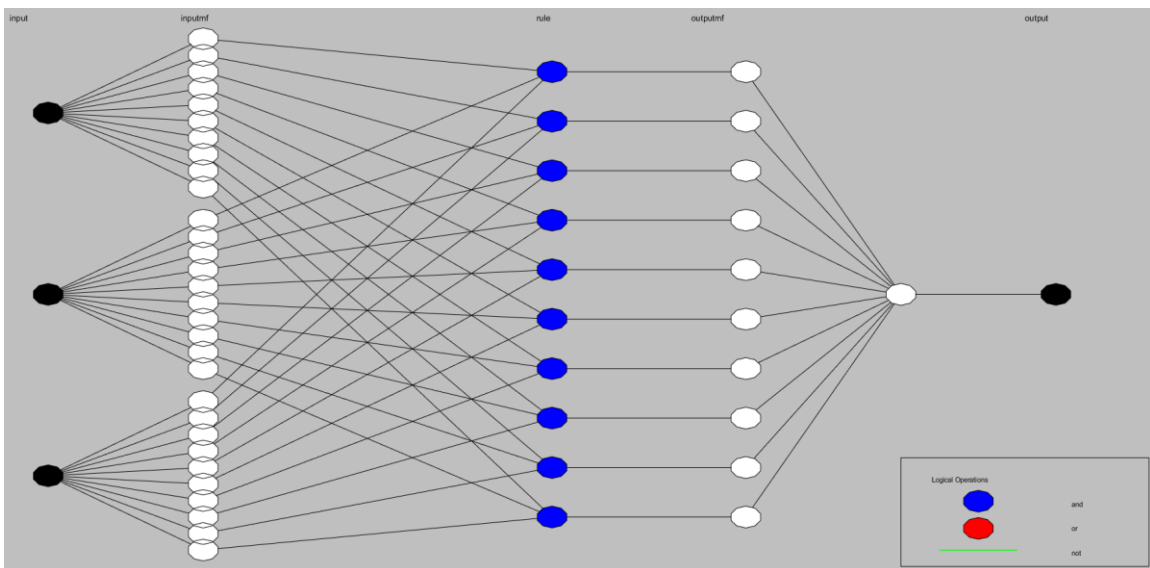 input inputmf rule outputmf output
Logical Operations
and
or
not